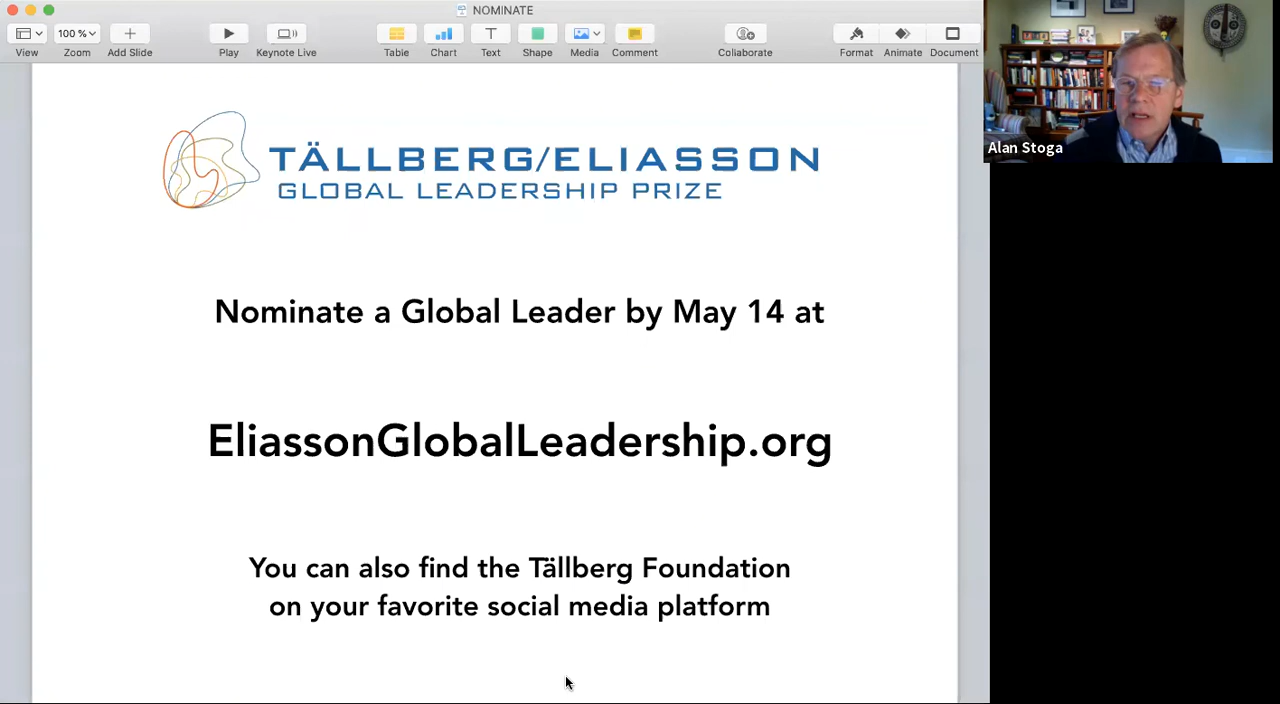 NOMINATE
View
100 %
Zoom
Add Slide
Play
Keynote Live
Table
Chart
Text
Shape
Media
Comment
Collaborate
Format
Animate
Document
Alan Stoga
TÄLLBERG/ELIASSON
GLOBAL LEADERSHIP PRIZE
Nominate a Global Leader by May 14 at
EliassonGlobalLeadership.org
You can also find the Tällberg Foundation
on your favorite social media platform